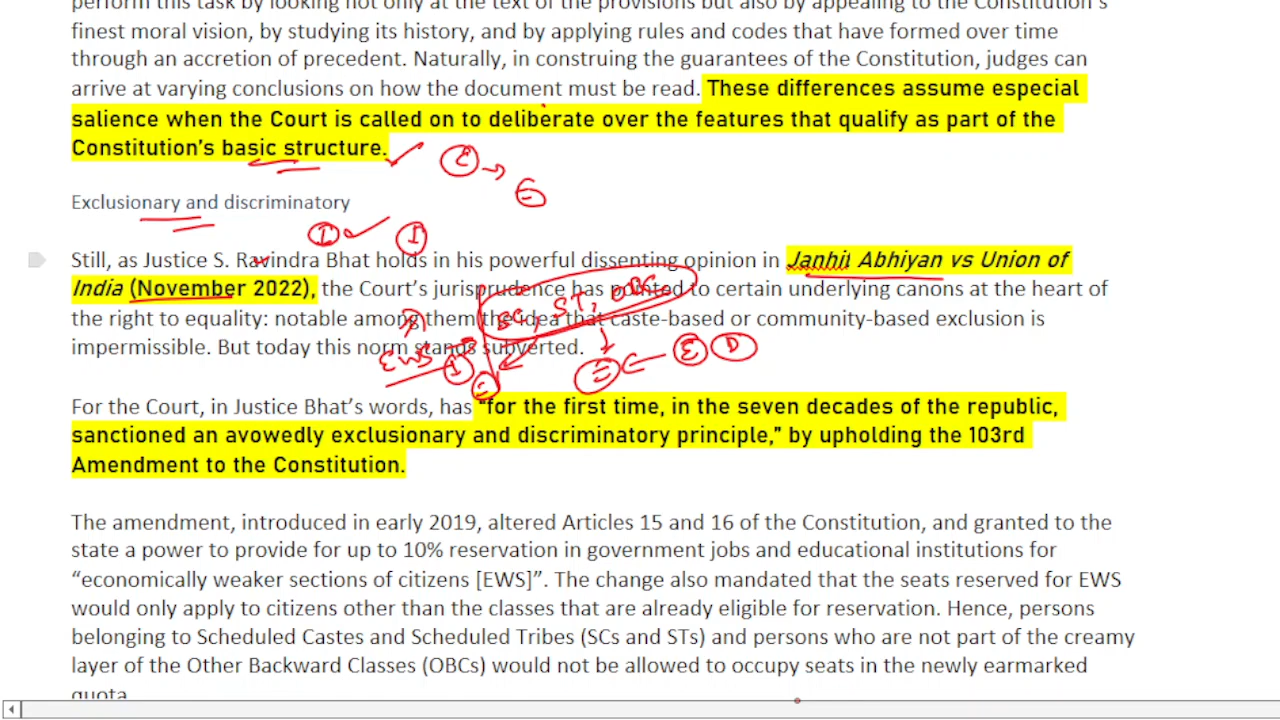 perform this task by looking not only at the text of the provisions but also by appealing to the Constitution's
finest moral vision, by studying its history, and by applying rules and codes that have formed over time
through an accretion of precedent. Naturally, in construing the guarantees of the Constitution, judges can
arrive at varying conclusions on how the document must be read. These differences assume especial
salience when the Court is called on to deliberate over the features that qualify as part of the
Constitution's basic structure.
E
E
Exclusionary and discriminatory
I I
Still, as Justice S. Ravindra Bhat holds in his powerful dissenting opinion in Janhit Abhiyan vs Union of
India (November 2022), the Court's jurisprudence has pointed to certain underlying canons at the heart of
SC, ST, OBC
the right to equality: notable among them the idea that caste-based or community-based exclusion is
impermissible. But today this norm stands subverted.
EWS I E E E D
For the Court, in Justice Bhat's words, has "for the first time, in the seven decades of the republic,
sanctioned an avowedly exclusionary and discriminatory principle," by upholding the 103rd
Amendment to the Constitution.
The amendment, introduced in early 2019, altered Articles 15 and 16 of the Constitution, and granted to the
state a power to provide for up to 10% reservation in government jobs and educational institutions for
“economically weaker sections of citizens [EWS]”. The change also mandated that the seats reserved for EWS
would only apply to citizens other than the classes that are already eligible for reservation. Hence, persons
belonging to Scheduled Castes and Scheduled Tribes (SCs and STs) and persons who are not part of the creamy
layer of the Other Backward Classes (OBCs) would not be allowed to occupy seats in the newly earmarked
quota.